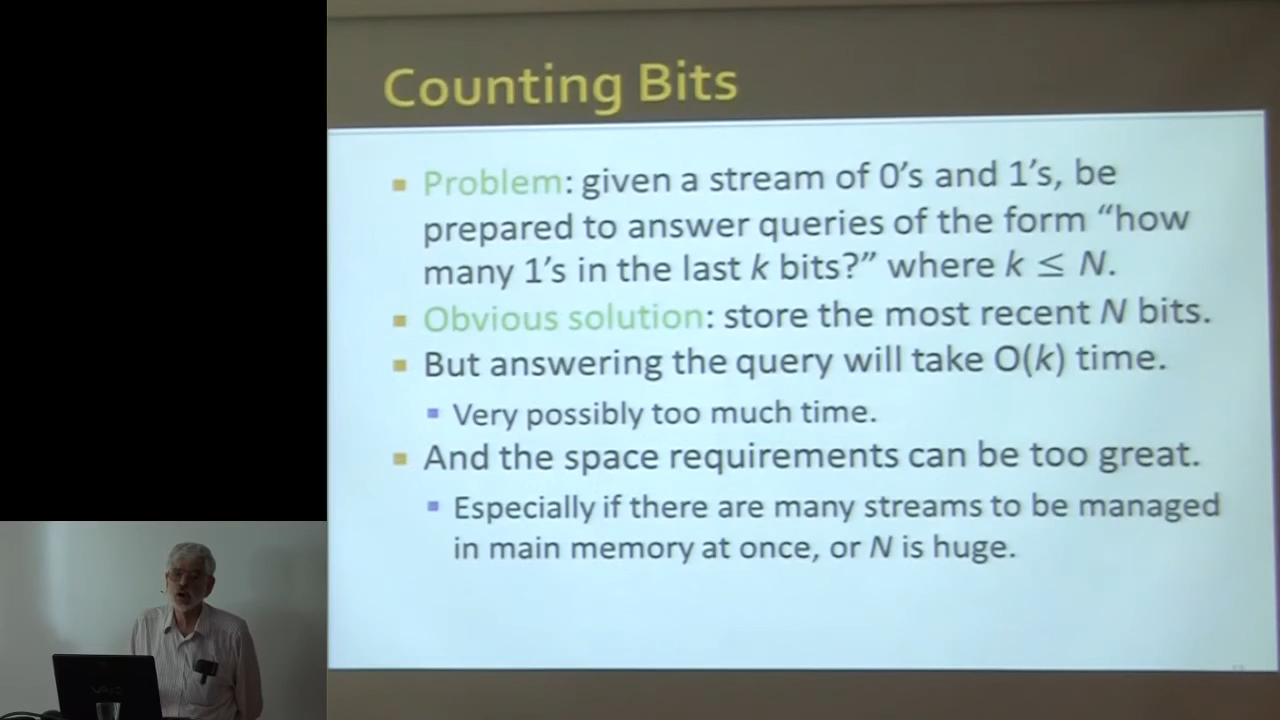 Counting Bits
Problem: given a stream of 0's and 1's, be
prepared to answer queries of the form “how
many 1's in the last k bits?” where k ≤ N.
Obvious solution: store the most recent N bits.
But answering the query will take O(k) time.
Very possibly too much time.
And the space requirements can be too great.
Especially if there are many streams to be managed
in main memory at once, or N is huge.
VAIO